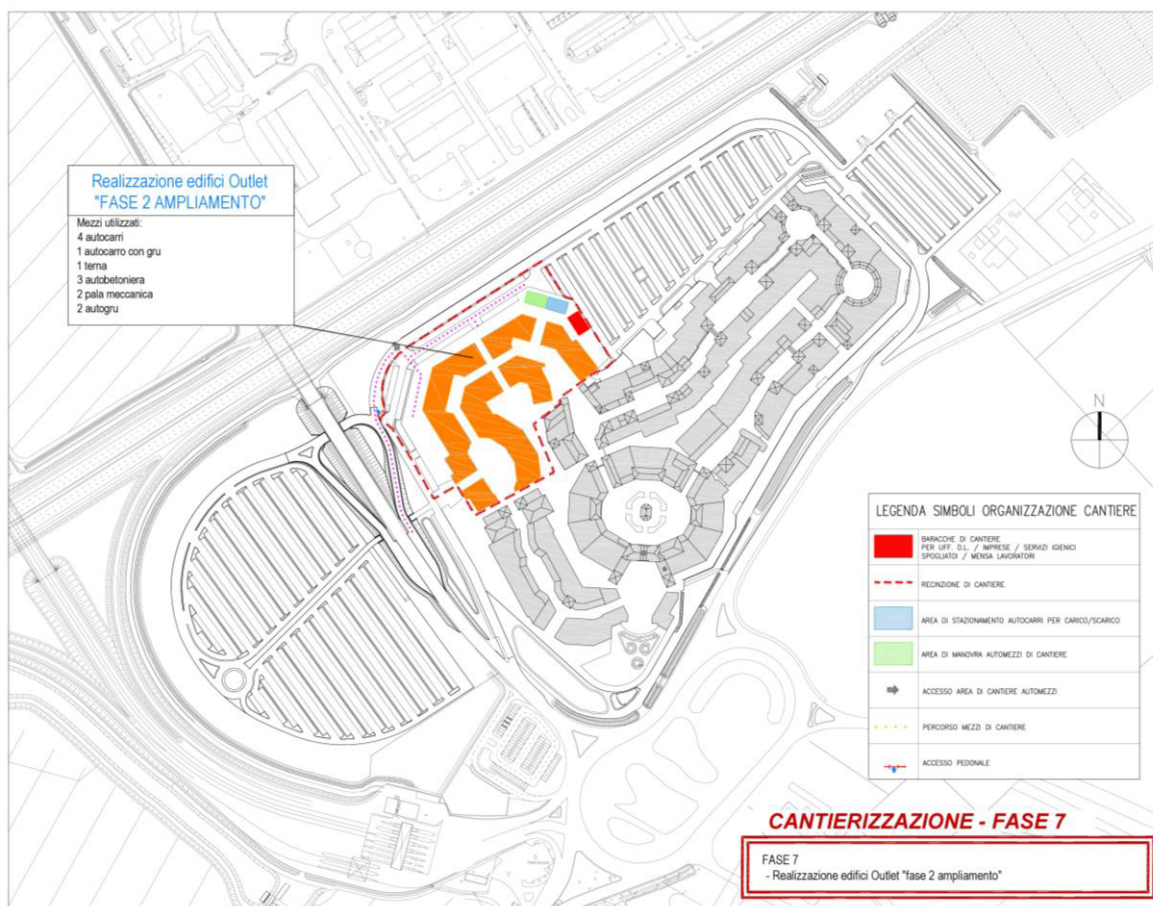 Realizzazione edifici Outlet
"FASE 2 AMPLIAMENTO"
Mezzi utilizzati:
4 autocarri
1 autocarro con gru
1 terna
3 autobetoniera
2 pala meccanica
2 autogru
N
LEGENDA SIMBOLI ORGANIZZAZIONE CANTIERE
BARACCHE DI CANTIERE
PER UFF. D.L. / IMPRESE / SERVIZI IGIENICI
SPOGLIATOI / MENSA LAVORATORI
RECINZIONE DI CANTIERE
AREA DI STAZIONAMENTO AUTOCARRI PER CARICO/SCARICO
AREA DI MANOVRA AUTOMEZZI DI CANTIERE
ACCESSO AREA DI CANTIERE AUTOMEZZI
PERCORSO MEZZI DI CANTIERE
ACCESSO PEDONALE
CANTIERIZZAZIONE - FASE 7
FASE 7
- Realizzazione edifici Outlet "fase 2 ampliamento"